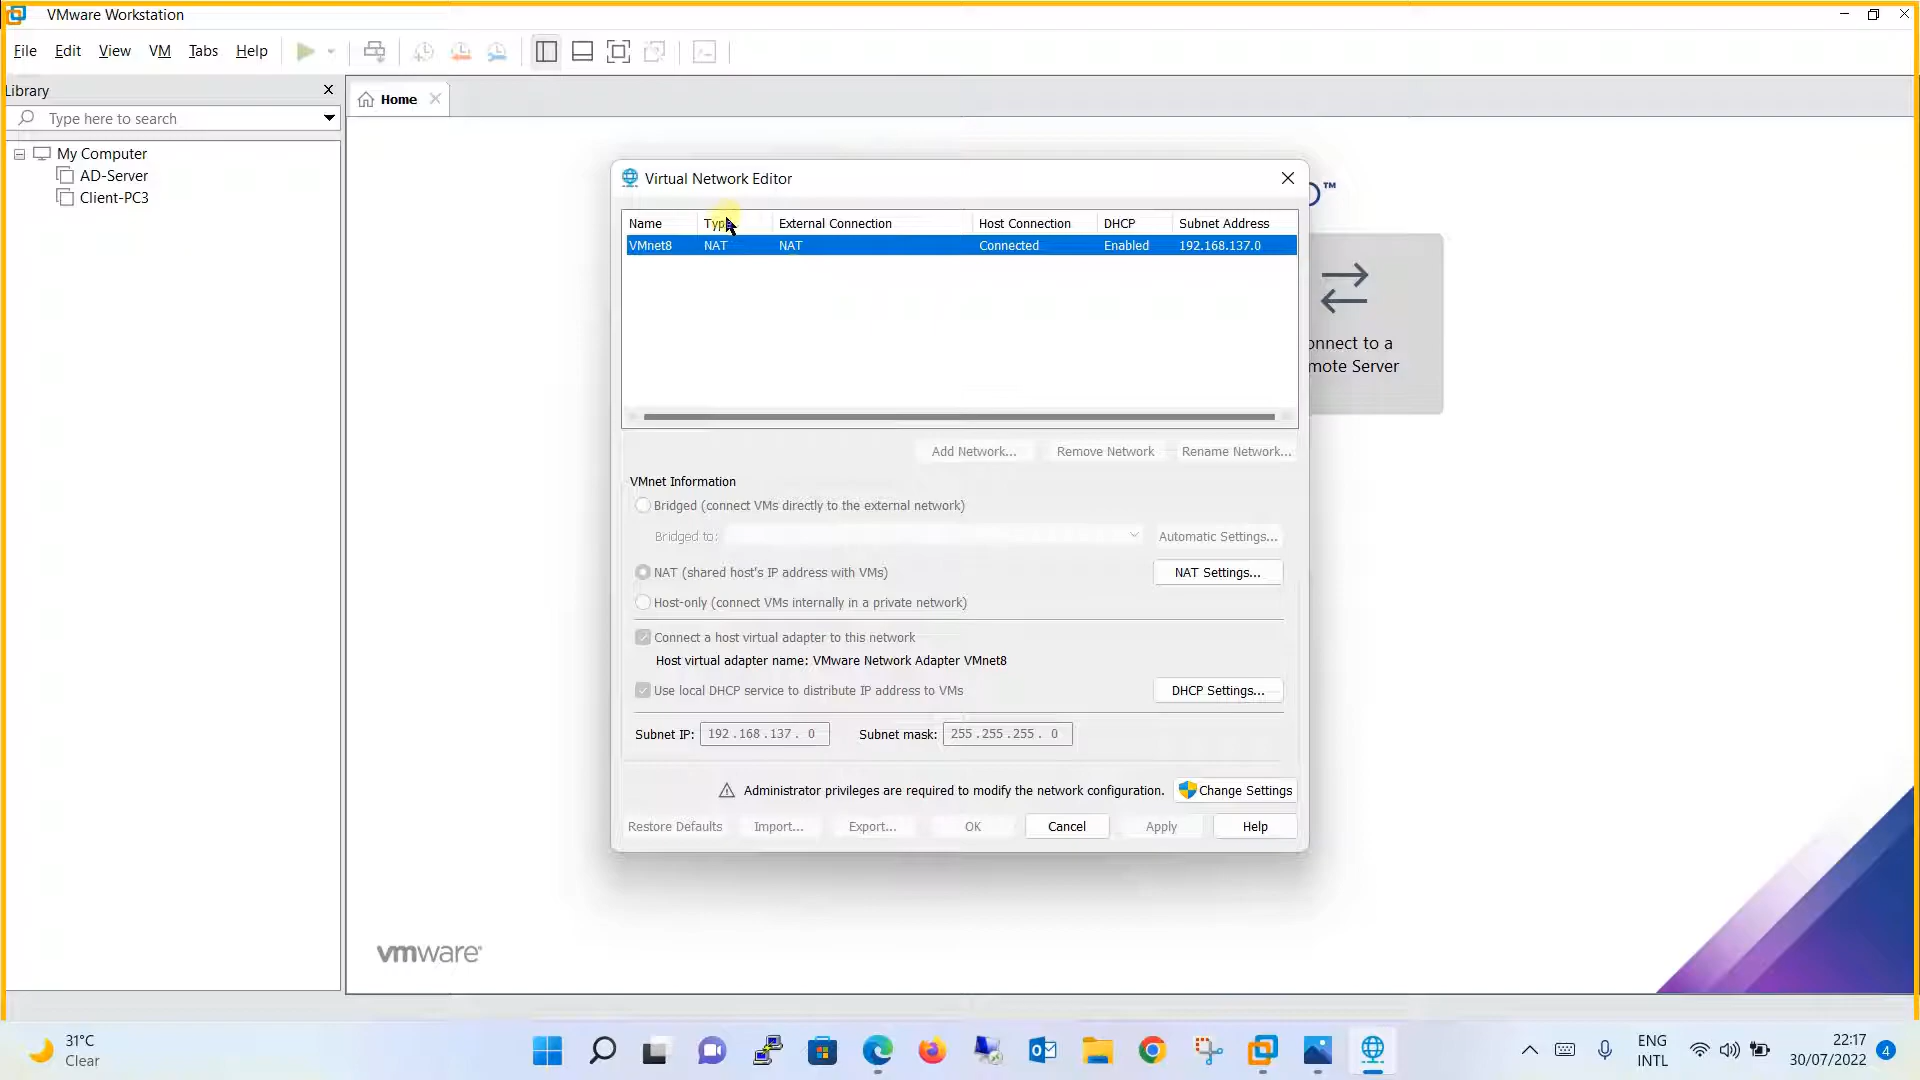 VMware Workstation
File Edit View VM Tabs Help
Library
Type here to search
My Computer
AD-Server
Client-PC3
Home
™
Virtual Network Editor
Name Type External Connection Host Connection DHCP Subnet Address
VMnet8 NAT NAT Connected Enabled 192.168.137.0
onnect to a
mote Server
Add Network... Remove Network Rename Network...
VMnet Information
Bridged (connect VMs directly to the external network)
Bridged to: Automatic Settings...
NAT (shared host's IP address with VMs) NAT Settings...
Host-only (connect VMs internally in a private network)
Connect a host virtual adapter to this network
Host virtual adapter name: VMware Network Adapter VMnet8
Use local DHCP service to distribute IP address to VMs DHCP Settings...
Subnet IP: 192 . 168 . 137 . 0 Subnet mask: 255 . 255 . 255 . 0
Administrator privileges are required to modify the network configuration. Change Settings
Restore Defaults Import... Export... OK Cancel Apply Help
vmware®
31°C
Clear
ENG
INTL
22:17
30/07/2022
4